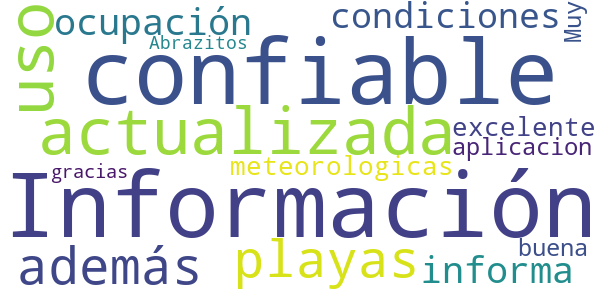 uso
ocupación
condiciones
Muy
Abrazitos
confiable
actualizada
excelente
aplicacion
gracias
meteorologicas
Información
además
playas
informa
buena